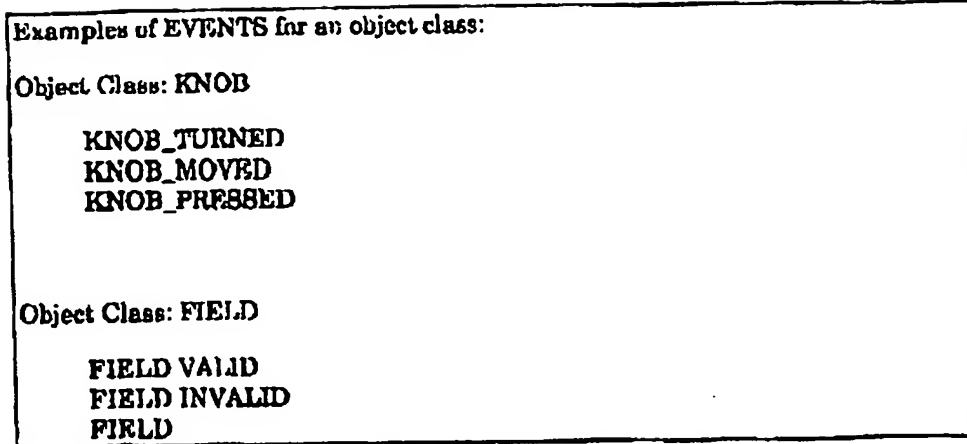 Examples of EVENTS for an object class:
Object Class: KNOB
KNOB_TURNED
KNOB_MOVED
KNOB_PRESSED
Object Class: FIELD
FIELD VALID
FIELD INVALID
FIELD